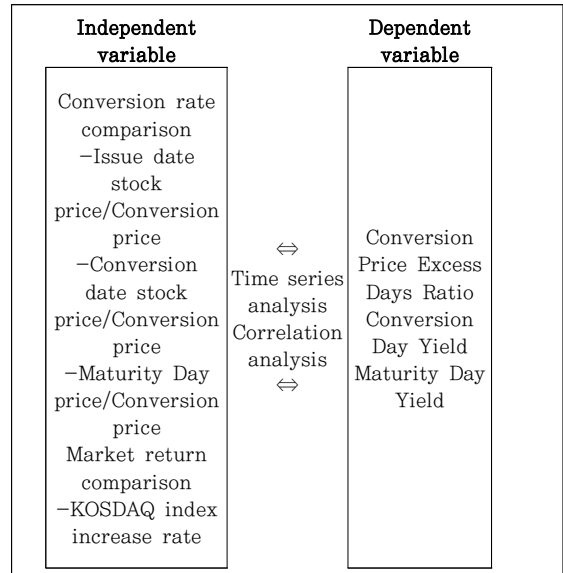 Independent
variable
Dependent
variable
Conversion rate
comparison
-Issue date
stock
price/Conversion
price
-Conversion
date stock
price/Conversion
price
-Maturity Day
price/Conversion
price
Market return
comparison
-KOSDAQ index
increase rate
⇔
Time series
analysis
Correlation
analysis
⇔
Conversion
Price Excess
Days Ratio
Conversion
Day Yield
Maturity Day
Yield